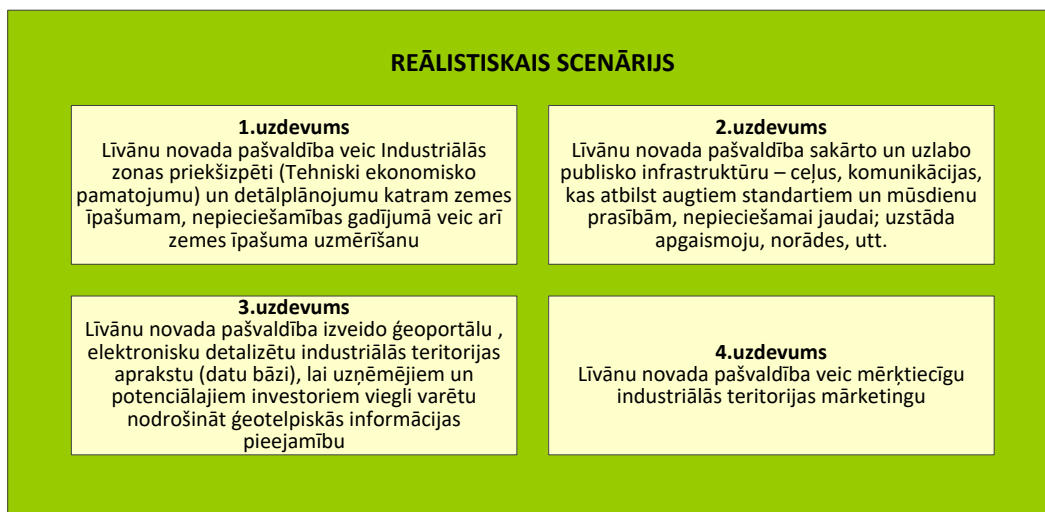 REĀLISTISKAIS SCENĀRIJS
1.uzdevums
Līvānu novada pašvaldība veic Industriālās
zonas priekšizpēti (Tehniski ekonomisko
pamatojumu) un detālplānojumu katram zemes
īpašumam, nepieciešamības gadījumā veic arī
zemes īpašuma uzmērīšanu
2.uzdevums
Līvānu novada pašvaldība sakārto un uzlabo
publisko infrastruktūru – ceļus, komunikācijas,
kas atbilst augtiem standartiem un mūsdienu
prasībām, nepieciešamai jaudai; uzstāda
apgaismoju, norādes, utt.
3.uzdevums
Līvānu novada pašvaldība izveido ģeoportālu ,
elektronisku detalizētu industriālās teritorijas
aprakstu (datu bāzi), lai uzņēmējiem un
potenciālajiem investoriem viegli varētu
nodrošināt ģeotelpiskās informācijas
pieejamību
4.uzdevums
Līvānu novada pašvaldība veic mērķtiecīgu
industriālās teritorijas mārketingu